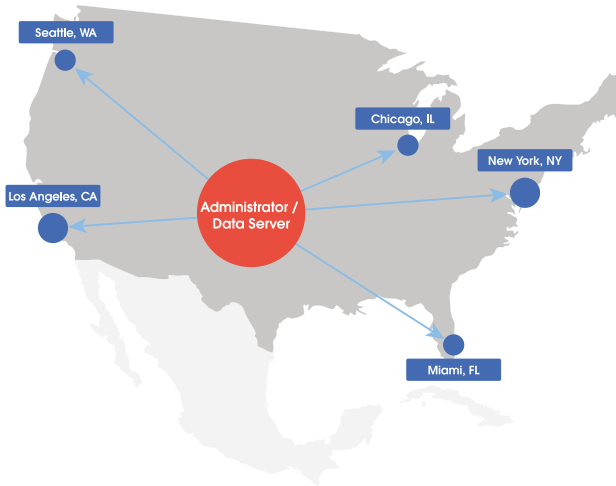 Seattle, WA
Chicago, IL
New York, NY
Los Angeles, CA
Administrator /
Data Server
Miami, FL